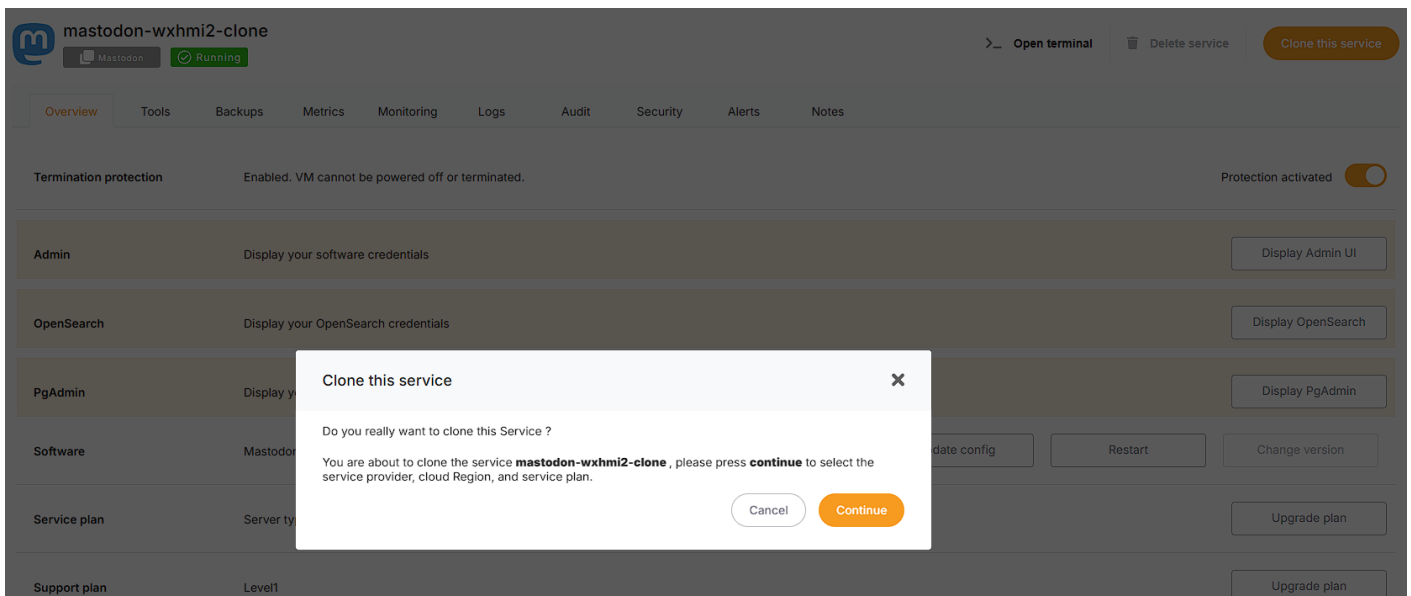 mastodon-wxhmi2-clone
Mastodon
Running
>_ Open terminal
Delete service
Clone this service
Overview Tools Backups Metrics Monitoring Logs Audit Security Alerts Notes
Termination protection
Enabled. VM cannot be powered off or terminated.
Protection activated
Admin
Display your software credentials
Display Admin UI
OpenSearch
Display your OpenSearch credentials
Display OpenSearch
PgAdmin
Display y
Display PgAdmin
Clone this service
Do you really want to clone this Service ?
You are about to clone the service mastodon-wxhmi2-clone , please press continue to select the
service provider, cloud Region, and service plan.
Cancel
Continue
Software
Mastodon
date config
Restart
Change version
Service plan
Server ty
Upgrade plan
Support plan
Level1
Upgrade plan